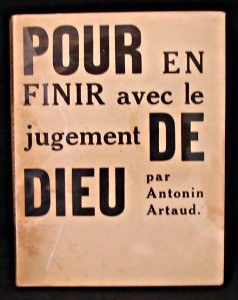 POUR EN
FINIR avec le
jugement DE
DIEU par
Antonin
Artaud.